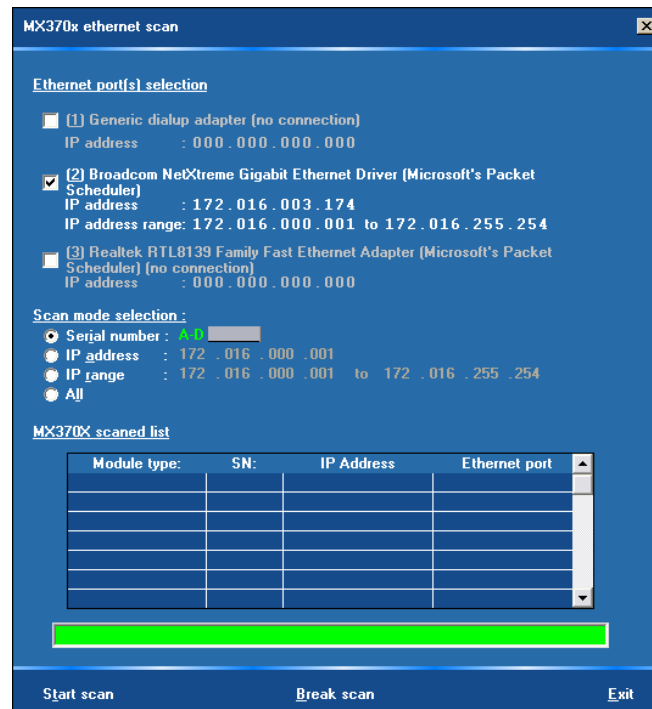 MX370x ethernet scan
Ethernet port(s) selection
(1) Generic dialup adapter (no connection)
IP address : 000.000.000.000
(2) Broadcom NetXtreme Gigabit Ethernet Driver (Microsoft's Packet
Scheduler)
IP address : 172.016.003.174
IP address range: 172.016.000.001 to 172.016.255.254
(3) Realtek RTL8139 Family Fast Ethernet Adapter (Microsoft's Packet
Scheduler) (no connection)
IP address : 000.000.000.000
Scan mode selection :
Serial number : A-D
IP address : 172 .016 .000 .001
IP range : 172 .016 .000 .001 to 172 .016 .255 .254
All
MX370X scaned list
Module type: SN: IP Address Ethernet port
Start scan Break scan Exit